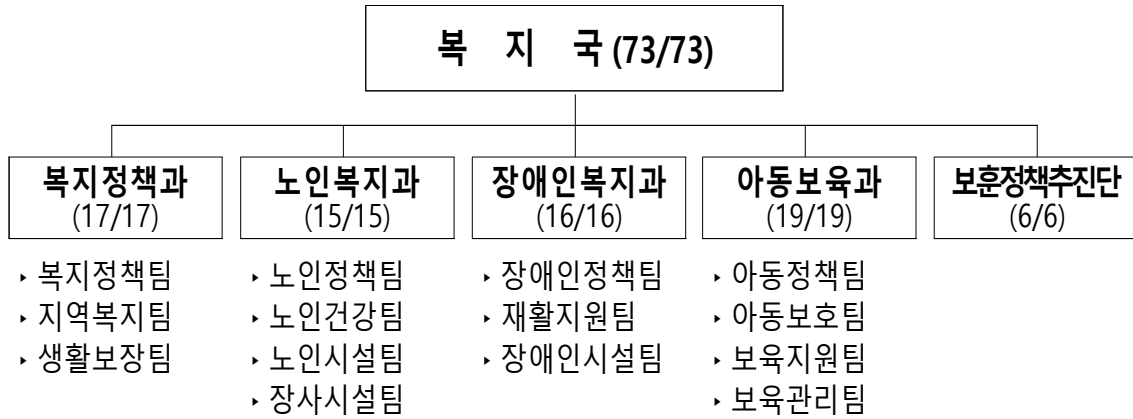 복 지 국 (73/73)
복지정책과
(17/17)
‣ 복지정책팀
‣ 지역복지팀
‣ 생활보장팀
노인복지과
(15/15)
‣ 노인정책팀
‣ 노인건강팀
‣ 노인시설팀
‣ 장사시설팀
장애인복지과
(16/16)
‣ 장애인정책팀
‣ 재활지원팀
‣ 장애인시설팀
아동보육과
(19/19)
‣ 아동정책팀
‣ 아동보호팀
‣ 보육지원팀
‣ 보육관리팀
보훈정책추진단
(6/6)